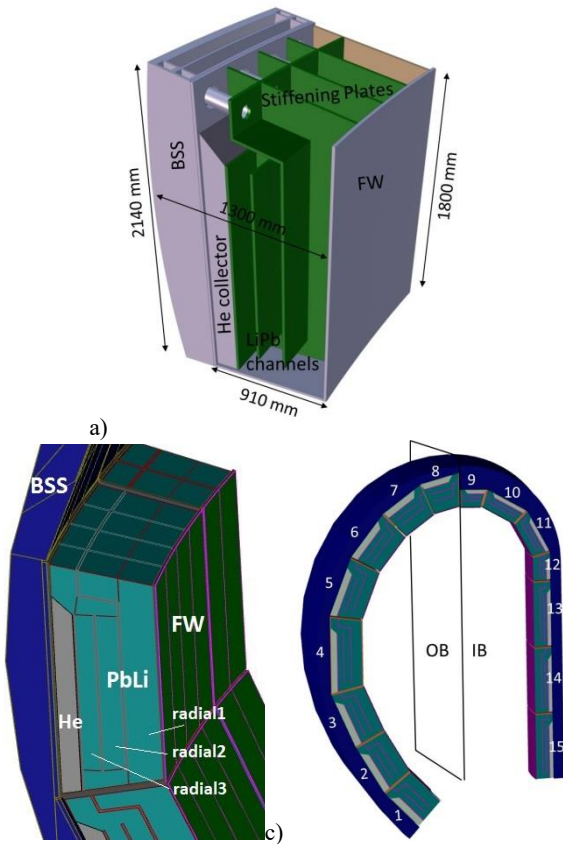 Stiffening Plates
BSS
FW
2140 mm
1300 mm
1800 mm
He collector
LiPb
channels
910 mm
a)
BSS
FW
PbLi
He
radial1
radial2
radial3
c)
8
9
7
10
6
11
5
12
13
4
OB
IB
14
3
2
15
1